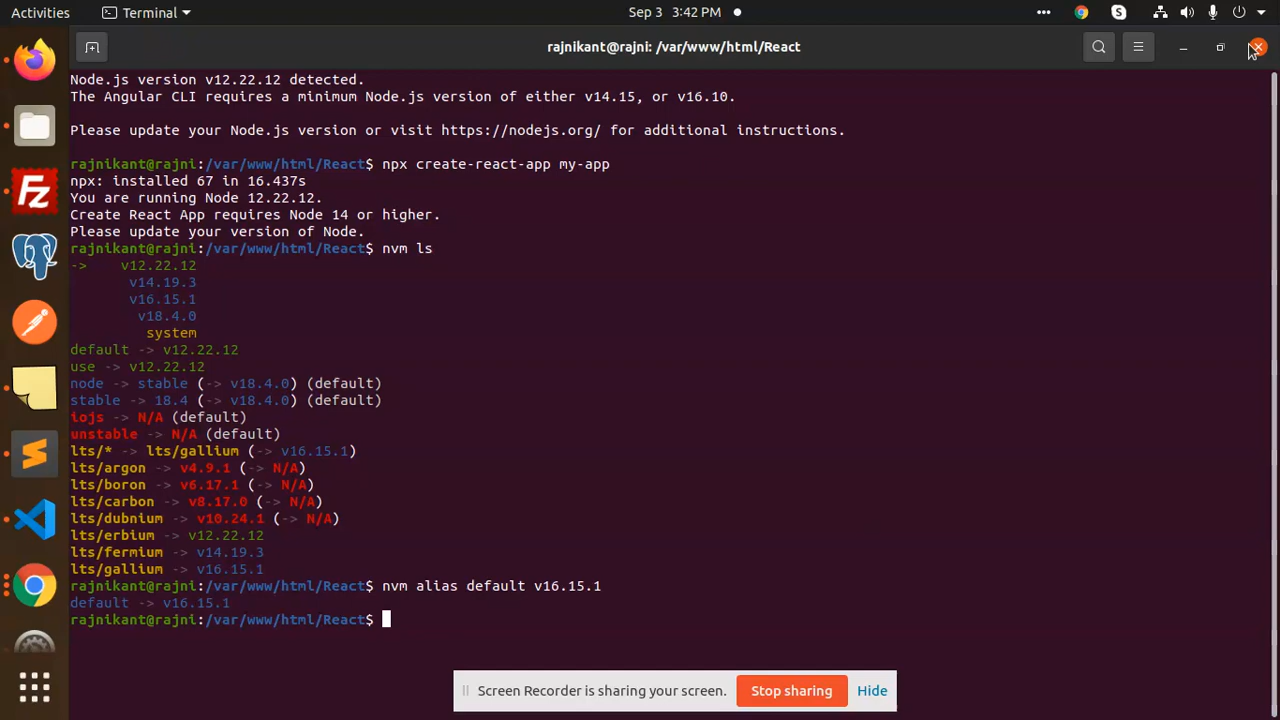 Activities
Terminal
Sep 3 3:42 PM
rajnikant@rajni: /var/www/html/React
Node.js version v12.22.12 detected.
The Angular CLI requires a minimum Node.js version of either v14.15, or v16.10.
Please update your Node.js version or visit https://nodejs.org/ for additional instructions.
rajnikant@rajni:/var/www/html/React$ npx create-react-app my-app
npx: installed 67 in 16.437s
You are running Node 12.22.12.
Create React App requires Node 14 or higher.
Please update your version of Node.
rajnikant@rajni:/var/www/html/React$ nvm ls
-> v12.22.12
v14.19.3
v16.15.1
v18.4.0
system
default -> v12.22.12
use -> v12.22.12
node -> stable (-> v18.4.0) (default)
stable -> 18.4 (-> v18.4.0) (default)
iojs -> N/A (default)
unstable -> N/A (default)
lts/* -> lts/gallium (-> v16.15.1)
lts/argon -> v4.9.1 (-> N/A)
lts/boron -> v6.17.1 (-> N/A)
lts/carbon -> v8.17.0 (-> N/A)
lts/dubnium -> v10.24.1 (-> N/A)
lts/erbium -> v12.22.12
lts/fermium -> v14.19.3
lts/gallium -> v16.15.1
rajnikant@rajni:/var/www/html/React$ nvm alias default v16.15.1
default -> v16.15.1
rajnikant@rajni:/var/www/html/React$
Screen Recorder is sharing your screen.
Stop sharing
Hide